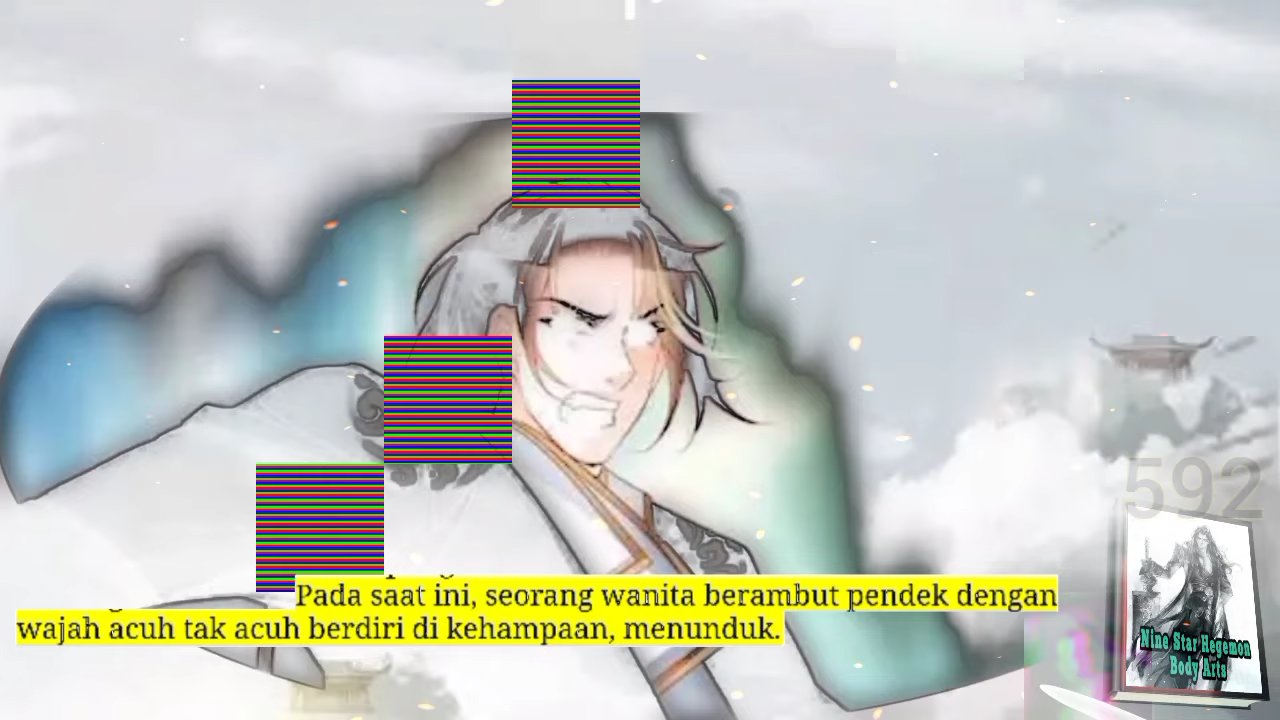 592
Pada saat ini, seorang wanita berambut pendek dengan
wajah acuh tak acuh berdiri di kehampaan, menunduk.
Nine Star Hegemon
Body Arts